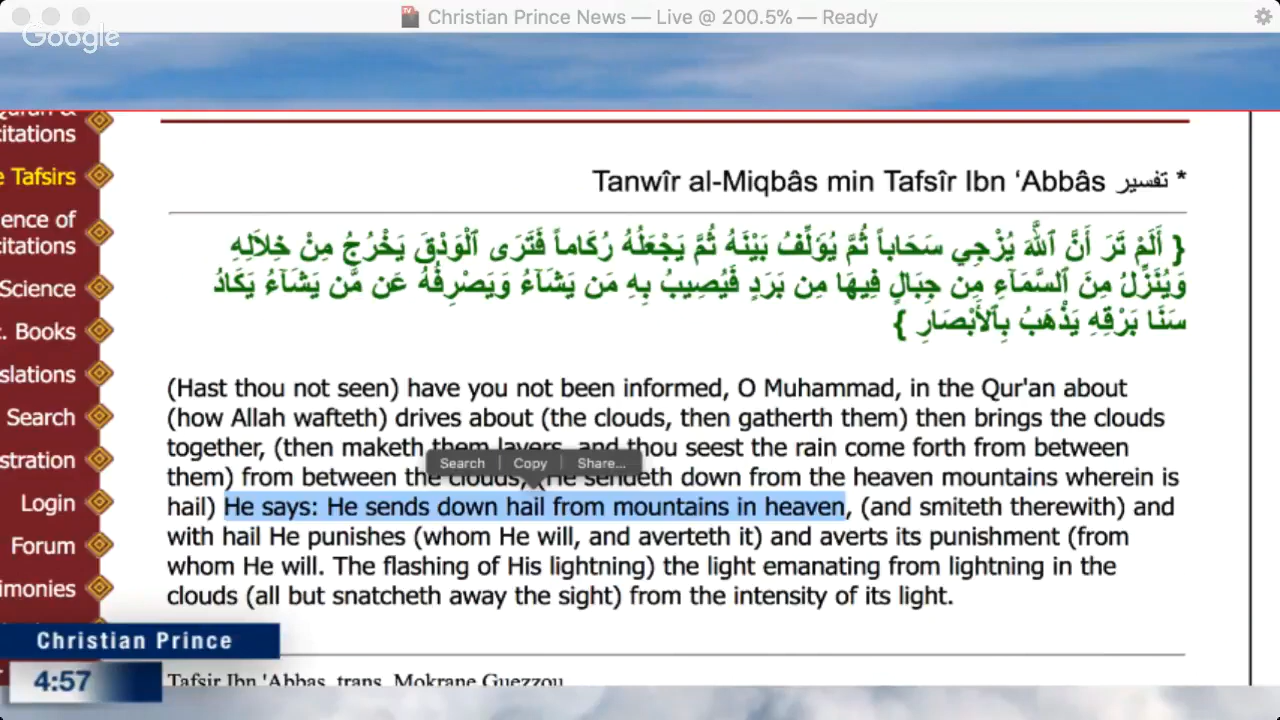 Christian Prince News — Live @ 200.5% — Ready
Google
Qur'an &
citations
e Tafsirs
ence of
citations
Science
c. Books
slations
Search
stration
Login
Forum
imonies
Tanwîr al-Miqbâs min Tafsîr Ibn ‘Abbâs تفسير *
{ أَلَمْ تَرَ أَنَّ ٱللَّهَ يُزْجِي سَحَاباً ثُمَّ يُؤَلِّفُ بَيْنَهُ ثُمَّ يَجْعَلُهُ رُكَاماً فَتَرَى ٱلْوَدْقَ يَخْرُجُ مِنْ خِلاَلِهِ
وَيُنَزِّلُ مِنَ ٱلسَّمَآءِ مِن جِبَالٍ فِيهَا مِن بَرَدٍ فَيُصِيبُ بِهِ مَن يَشَآءُ وَيَصْرِفُهُ عَن مَّن يَشَآءُ يَكَادُ
سَنَا بَرْقِهِ يَذْهَبُ بِٱلأَبْصَارِ }
(Hast thou not seen) have you not been informed, O Muhammad, in the Qur'an about
(how Allah wafteth) drives about (the clouds, then gatherth them) then brings the clouds
together, (then maketh them layers, and thou seest the rain come forth from between
Search Copy Share...
them) from between the clouds, (He sendeth down from the heaven mountains wherein is
hail) He says: He sends down hail from mountains in heaven, (and smiteth therewith) and
with hail He punishes (whom He will, and averteth it) and averts its punishment (from
whom He will. The flashing of His lightning) the light emanating from lightning in the
clouds (all but snatcheth away the sight) from the intensity of its light.
Christian Prince
4:57
Tafsir Ibn 'Abbas, trans. Mokrane Guezzou